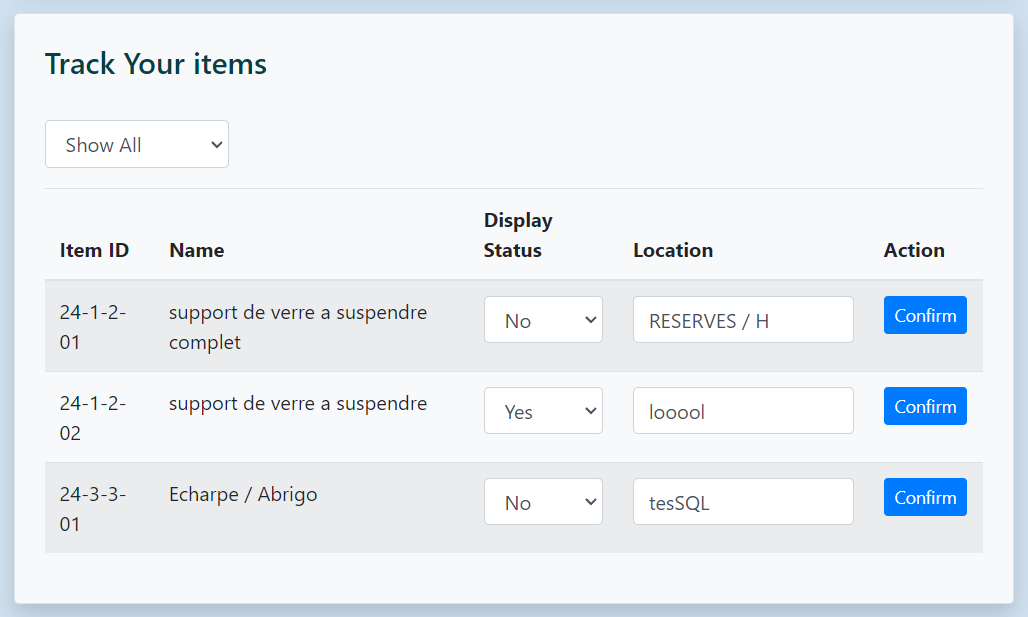 Track Your items
Show All
Display
Item ID Name Status Location Action
24-1-2- support de verre a suspendre No RESERVES / H Confirm
01 complet
24-1-2- support de verre a suspendre Yes looool Confirm
02
24-3-3- Echarpe / Abrigo No tesSQL Confirm
01